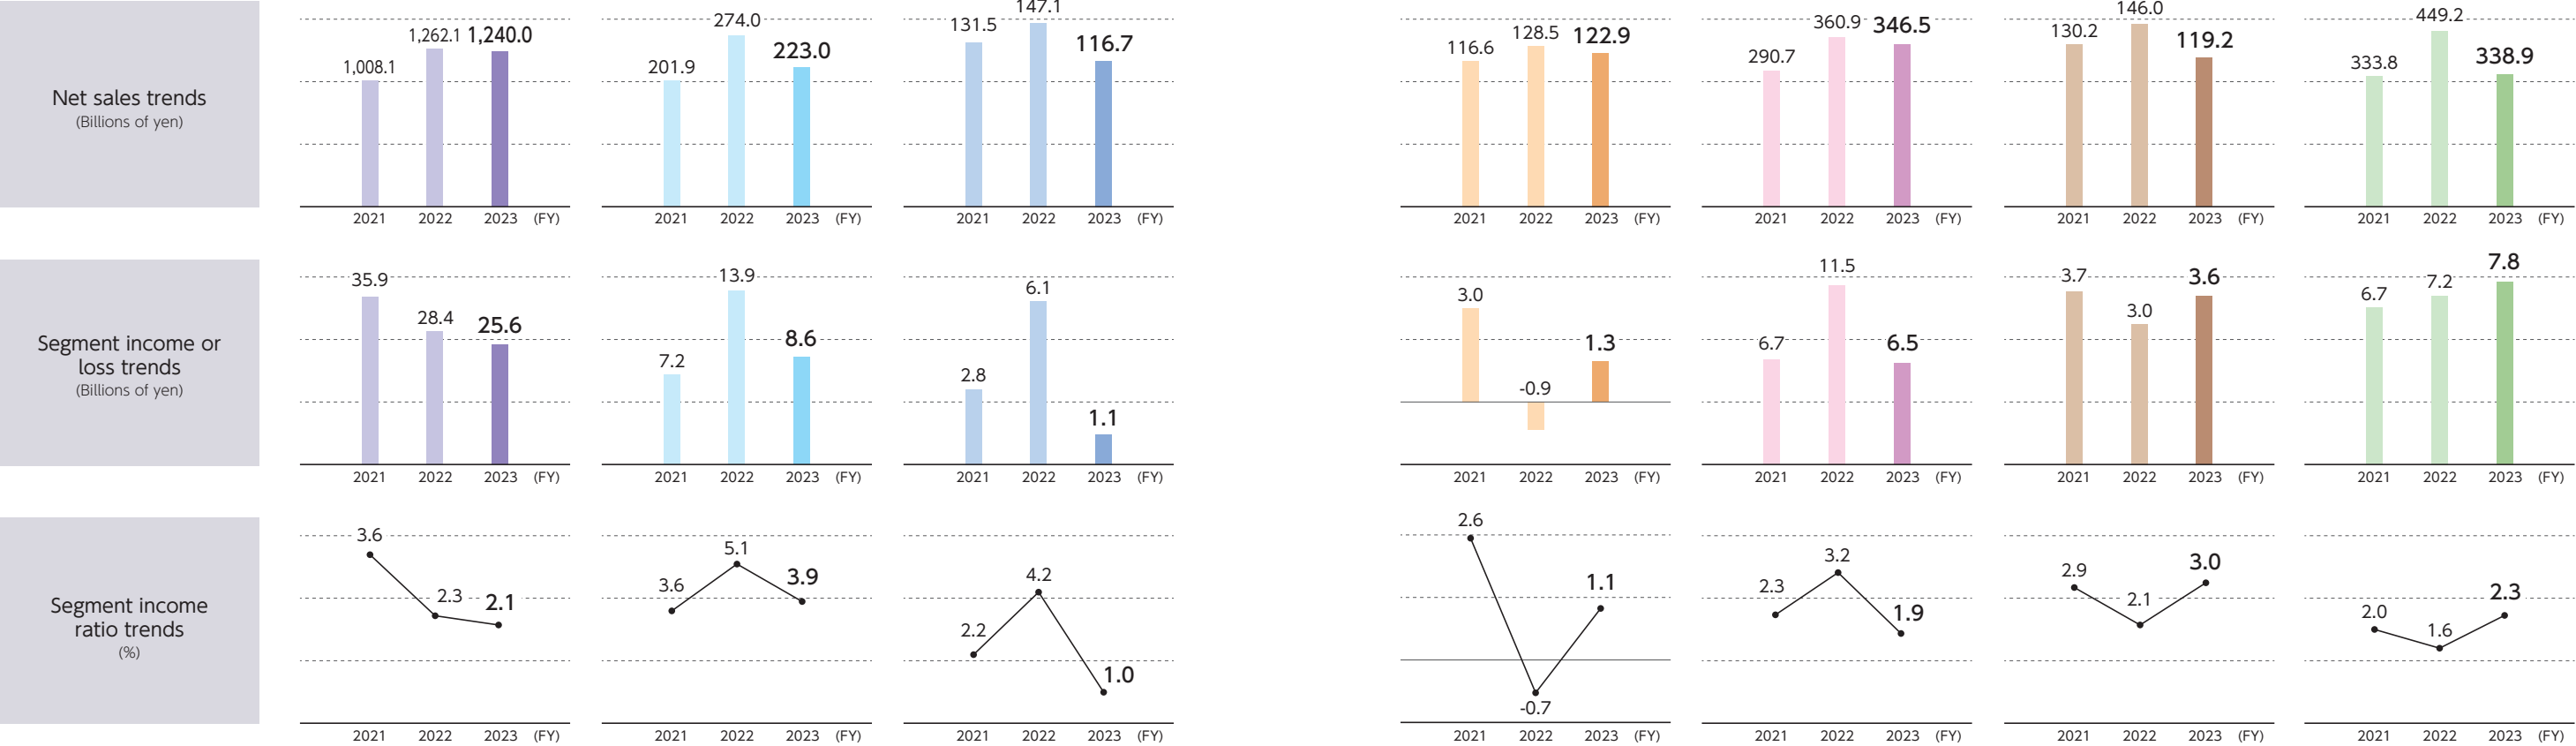 Net sales trends
(Billions of yen)
1,008.1 1,262.1 1,240.0
2021 2022 2023 (FY)
201.9 274.0 223.0
2021 2022 2023 (FY)
131.5 147.1 116.7
2021 2022 2023 (FY)
116.6 128.5 122.9
2021 2022 2023 (FY)
290.7 360.9 346.5
2021 2022 2023 (FY)
130.2 146.0 119.2
2021 2022 2023 (FY)
333.8 449.2 338.9
2021 2022 2023 (FY)
Segment income or
loss trends
(Billions of yen)
35.9 28.4 25.6
2021 2022 2023 (FY)
7.2 13.9 8.6
2021 2022 2023 (FY)
2.8 6.1 1.1
2021 2022 2023 (FY)
3.0 -0.9 1.3
2021 2022 2023 (FY)
6.7 11.5 6.5
2021 2022 2023 (FY)
3.7 3.0 3.6
2021 2022 2023 (FY)
6.7 7.2 7.8
2021 2022 2023 (FY)
Segment income
ratio trends
(%)
3.6 2.3 2.1
2021 2022 2023 (FY)
3.6 5.1 3.9
2021 2022 2023 (FY)
2.2 4.2 1.0
2021 2022 2023 (FY)
2.6 -0.7 1.1
2021 2022 2023 (FY)
2.3 3.2 1.9
2021 2022 2023 (FY)
2.9 2.1 3.0
2021 2022 2023 (FY)
2.0 1.6 2.3
2021 2022 2023 (FY)